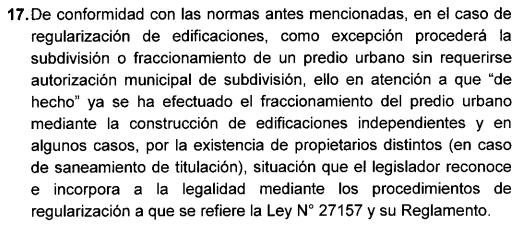 17. De conformidad con las normas antes mencionadas, en el caso de
regularización de edificaciones, como excepción procederá la
subdivisión o fraccionamiento de un predio urbano sin requerirse
autorización municipal de subdivisión, ello en atención a que “de
hecho” ya se ha efectuado el fraccionamiento del predio urbano
mediante la construcción de edificaciones independientes y en
algunos casos, por la existencia de propietarios distintos (en caso
de saneamiento de titulación), situación que el legislador reconoce
e incorpora a la legalidad mediante los procedimientos de
regularización a que se refiere la Ley N° 27157 y su Reglamento.